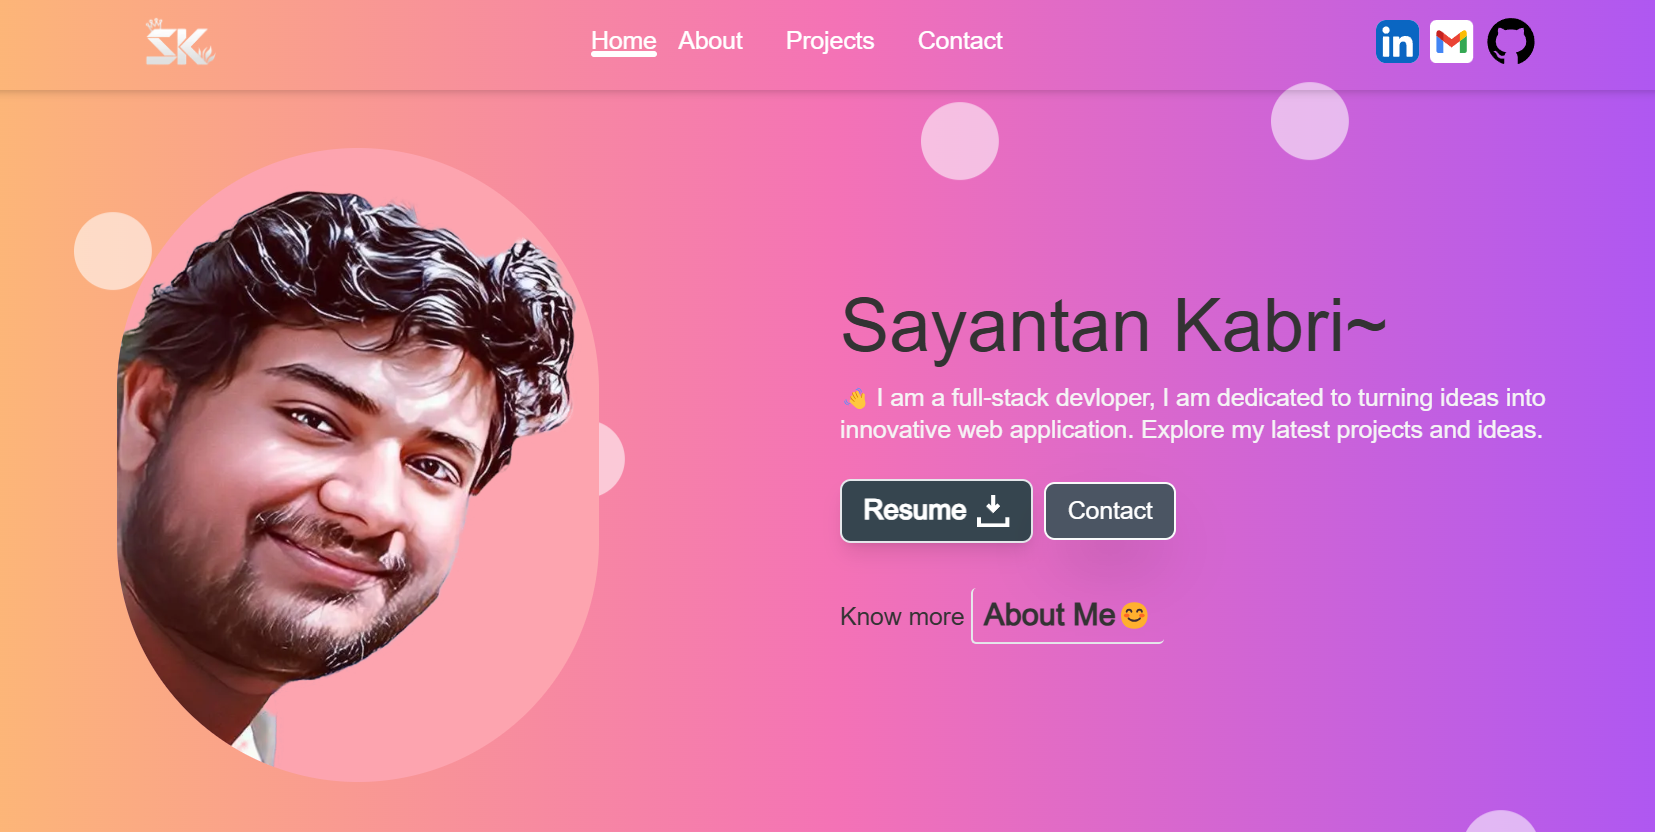 SK
Home About Projects Contact
in
Sayantan Kabri~
👋 I am a full-stack devloper, I am dedicated to turning ideas into
innovative web application. Explore my latest projects and ideas.
Resume Contact
Know more About Me😊